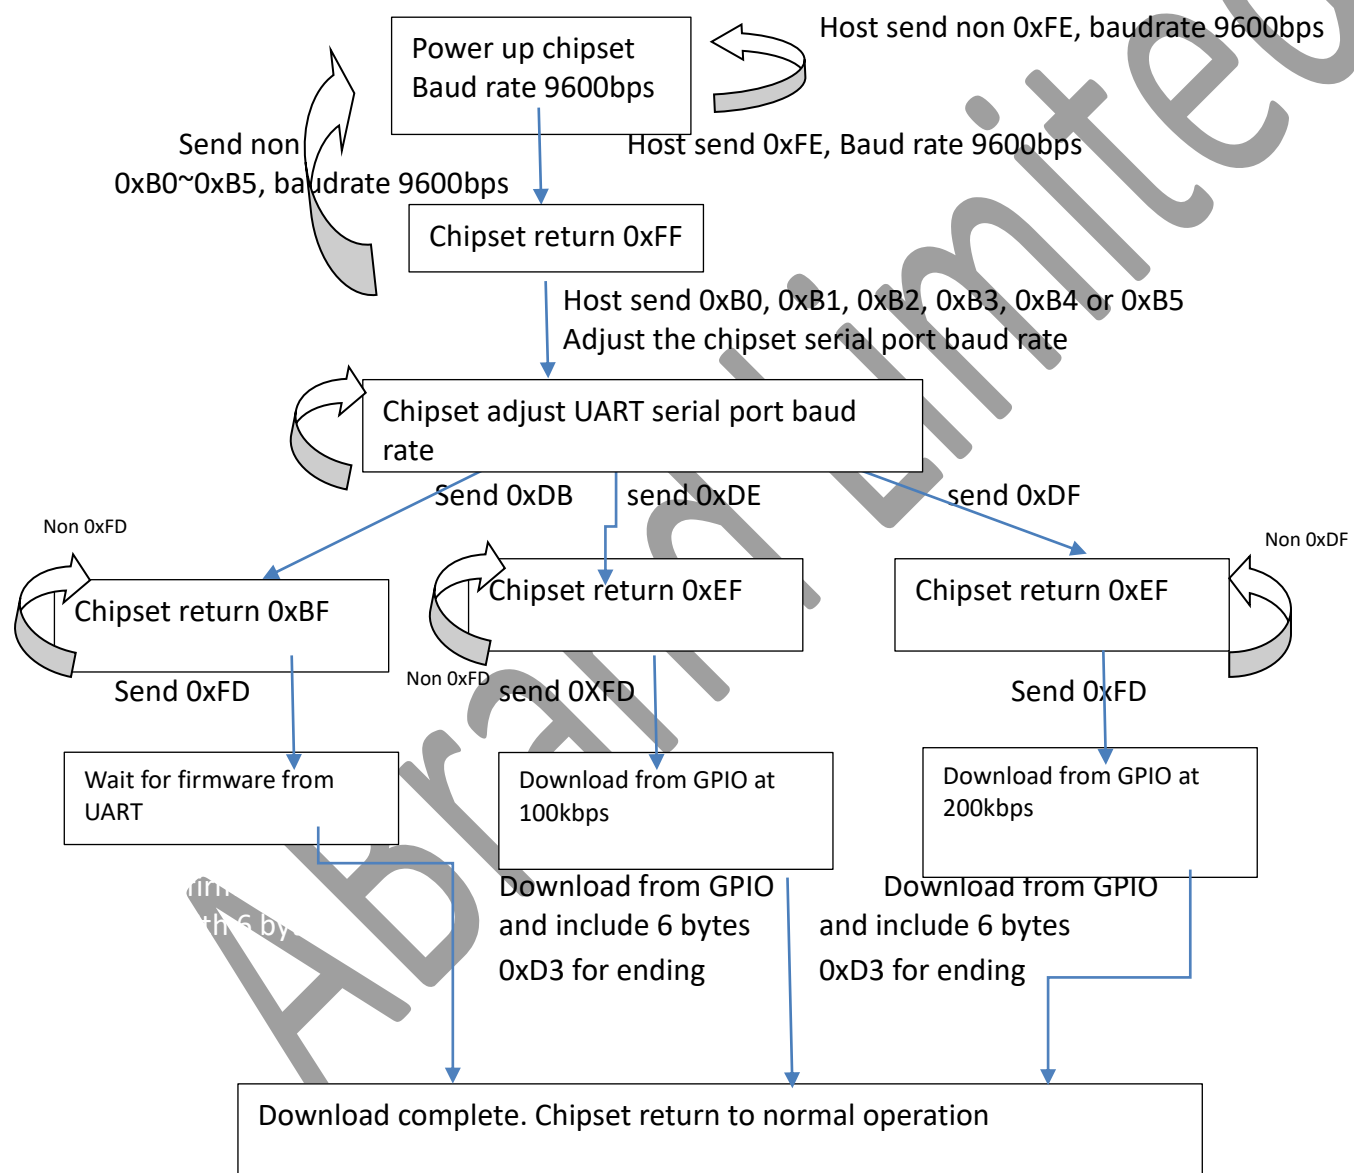 Host send non 0xFE, baudrate 9600bps
Power up chipset
Baud rate 9600bps
Send non
0xB0~0xB5, baudrate 9600bps
Host send 0xFE, Baud rate 9600bps
Chipset return 0xFF
Host send 0xB0, 0xB1, 0xB2, 0xB3, 0xB4 or 0xB5
Adjust the chipset serial port baud rate
Chipset adjust UART serial port baud
rate
Send 0xDB
send 0xDE
send 0xDF
Non 0xFD
Non 0xDF
Chipset return 0xBF
Chipset return 0xEF
Chipset return 0xEF
Non 0xFD
Send 0xFD
send 0XFD
Send 0xFD
Wait for firmware from
UART
Download from GPIO at
100kbps
Download from GPIO at
200kbps
Download from GPIO
and include 6 bytes
0xD3 for ending
Download from GPIO
and include 6 bytes
0xD3 for ending
6
Download complete. Chipset return to normal operation
ABrain Limited